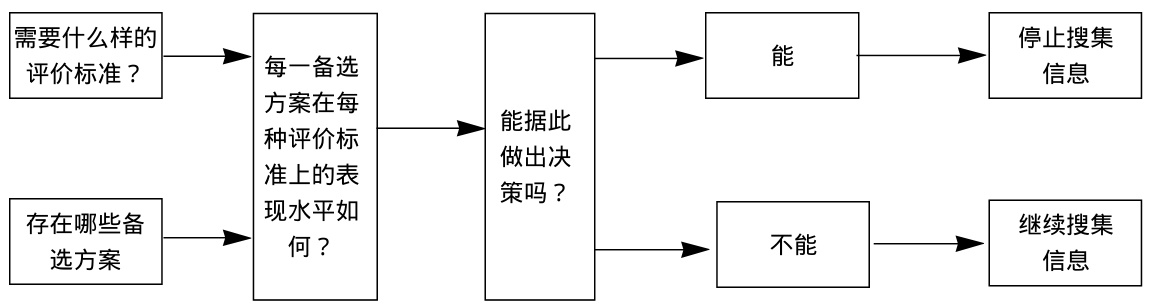 需要什么样的
评价标准？
存在哪些备
选方案
每一备选
方案在每
种评价标
准上的表
现水平如
何？
能据此
做出决
策吗？
能
停止搜集
信息
不能
继续搜集
信息